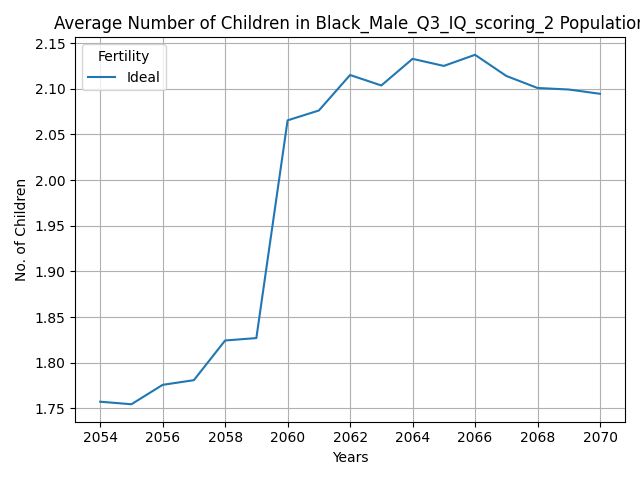 Average Number of Children in Black_Male_Q3_IQ_scoring_2 Population
Fertility
Ideal
2.15
2.10
2.05
2.00
1.95
1.90
1.85
1.80
1.75
No. of Children
2054 2056 2058 2060 2062 2064 2066 2068 2070
Years